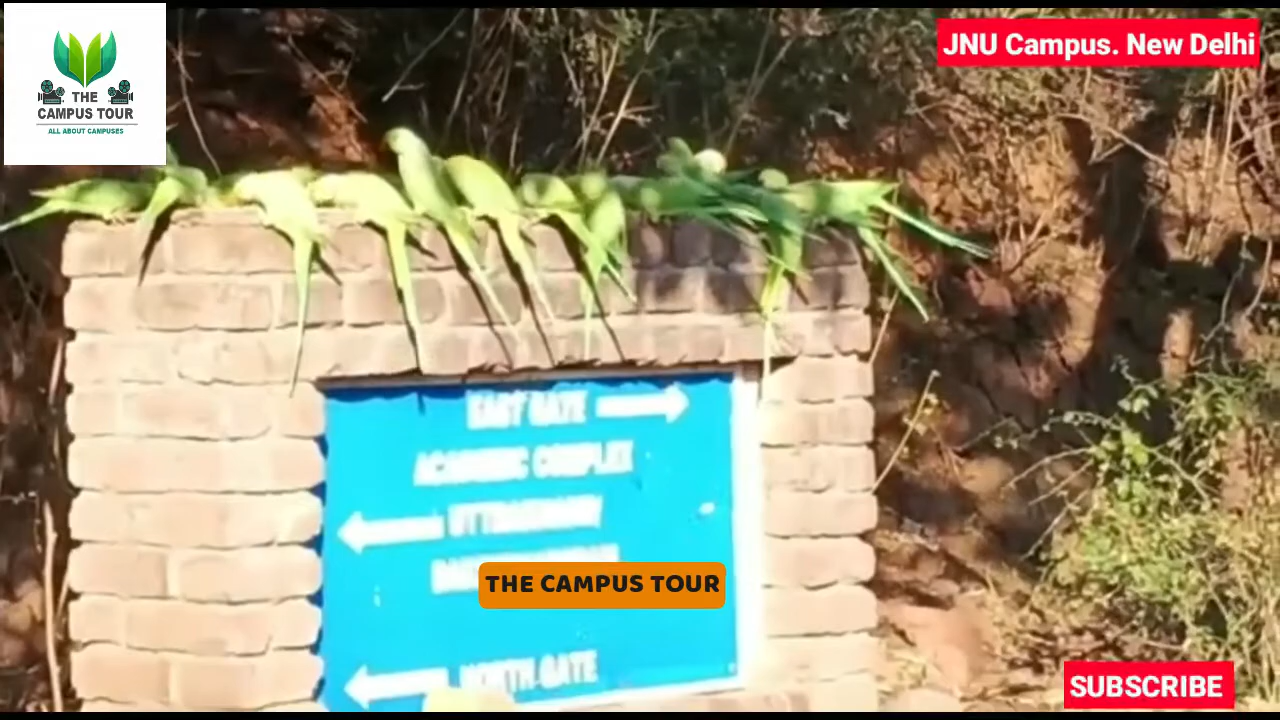 THE
CAMPUS TOUR
ALL ABOUT CAMPUSES
JNU Campus. New Delhi
EAST GATE
ACADEMIC COMPLEX
UTTRAKHAND
THE CAMPUS TOUR
NORTH GATE
SUBSCRIBE